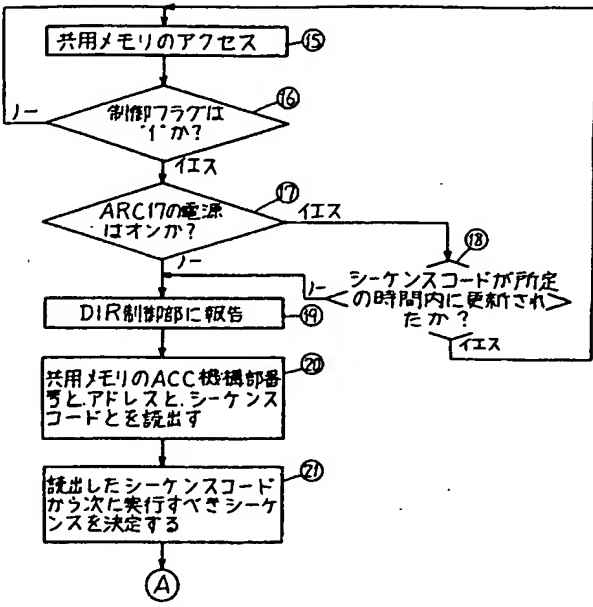 共用メモリのアクセス
⑮
制御フラグは
"1"か?
⑯
ノー
イエス
ARC17の電源
はオンか?
⑰
イエス
ノー
⑱
シーケンスコードが所定
の時間内に更新され
たか?
ノー
イエス
DIR制御部に報告
⑲
共用メモリのACC機構部番
号と、アドレスと、シーケンス
コードとを読出す
⑳
読出したシーケンスコード
から次に実行すべきシーケ
ンスを決定する
㉑
A